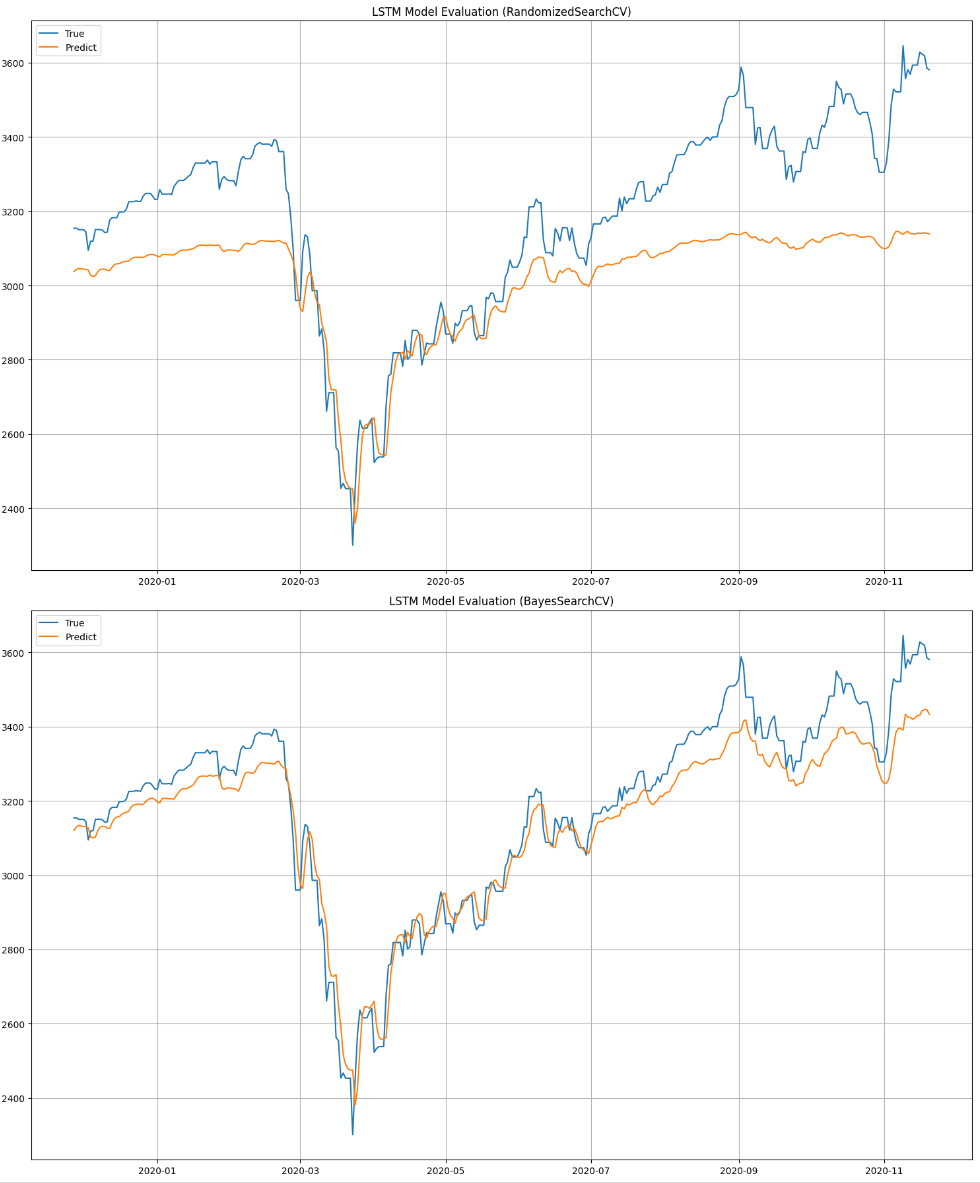 LSTM Model Evaluation (RandomizedSearchCV)
True
Predict
3600
3400
3200
3000
2800
2600
2400
2020-01 2020-03 2020-05 2020-07 2020-09 2020-11
LSTM Model Evaluation (BayesSearchCV)
True
Predict
3600
3400
3200
3000
2800
2600
2400
2020-01 2020-03 2020-05 2020-07 2020-09 2020-11